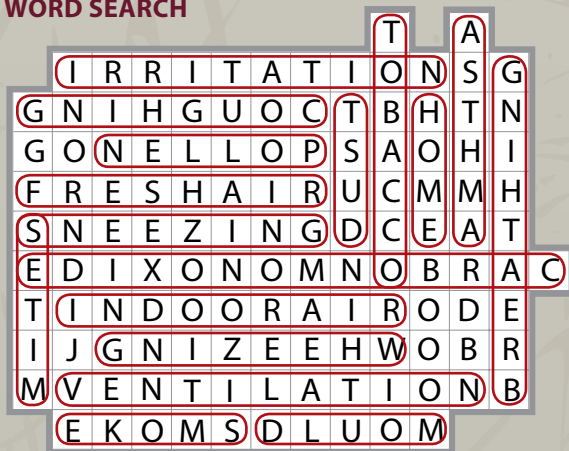 WORD SEARCH
T A
I R R I T A T I O N S G
G N I H G U O C T B H T N
G O N E L L O P S A O H I
F R E S H A I R U C M M H
S N E E Z I N G D C E A T
E D I X O N O M N O B R A C
T I N D O O R A I R O D E
I J G N I Z E E H W O B R
M V E N T I L A T I O N B
E K O M S D L U O M